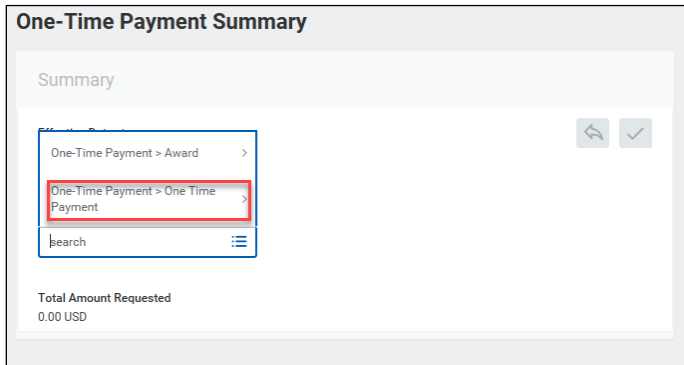 One-Time Payment Summary
Summary
One-Time Payment > Award
One-Time Payment > One Time
Payment
search
Total Amount Requested
0.00 USD